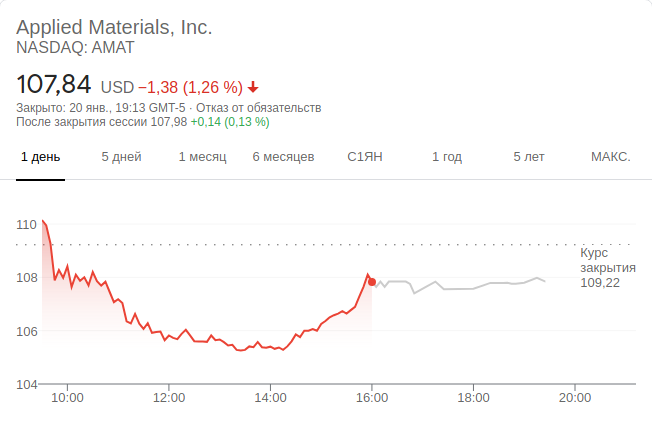 Applied Materials, Inc.
NASDAQ: AMAT
107,84 USD −1,38 (1,26 %)
Закрыто: 20 янв., 19:13 GMT-5 · Отказ от обязательств
После закрытия сессии 107,98 +0,14 (0,13 %)
1 день 5 дней 1 месяц 6 месяцев С1ЯН 1 год 5 лет МАКС.
110
Курс
закрытия
109,22
108
106
104
10:00 12:00 14:00 16:00 18:00 20:00